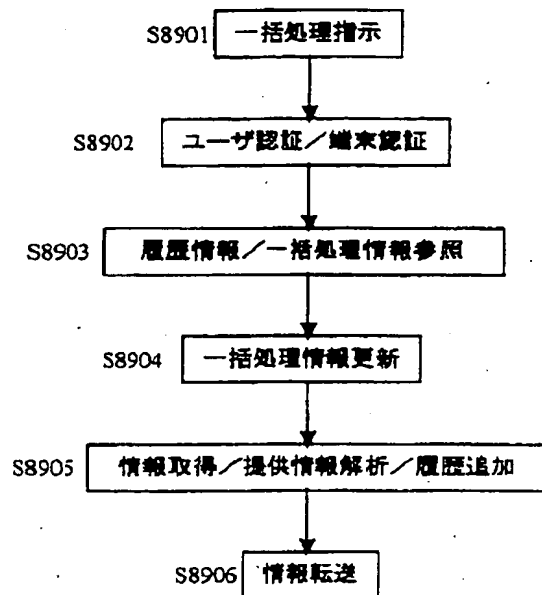 S8901 一括処理指示
S8902 ユーザ認証／端末認証
S8903 履歴情報／一括処理情報参照
S8904 一括処理情報更新
S8905 情報取得／提供情報解析／履歴追加
S8906 情報転送